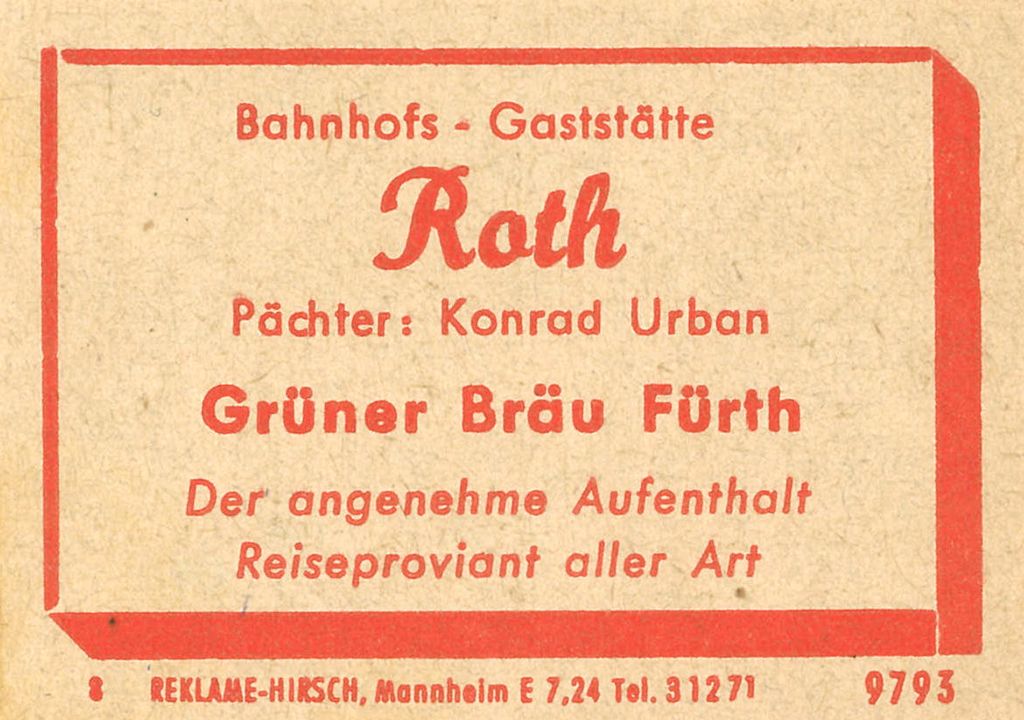 Bahnhofs - Gaststätte
Roth
Pächter: Konrad Urban
Grüner Bräu Fürth
Der angenehme Aufenthalt
Reiseproviant aller Art
8 REKLAME-HIRSCH, Mannheim E 7,24 Tel. 31271 9793